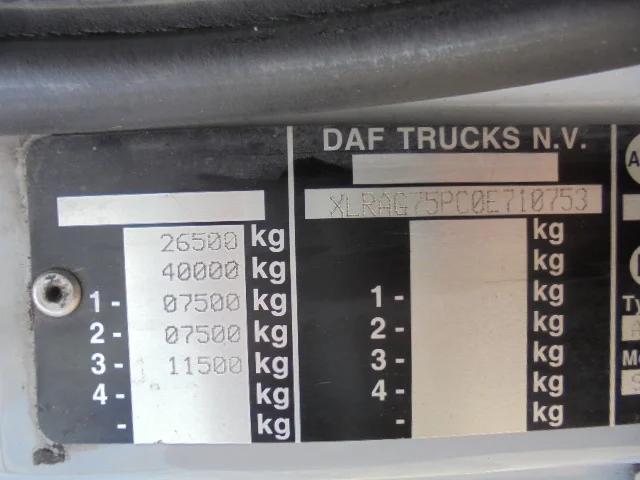 DAF TRUCKS N.V.
XLRAG75PC0E710753
26500 kg
40000 kg
1 - 07500 kg
2 - 07500 kg
3 - 11500 kg
4 - kg
- kg
kg
kg
1 - kg
2 - kg
3 - kg
4 - kg
- kg
A
Ty
A
M
S